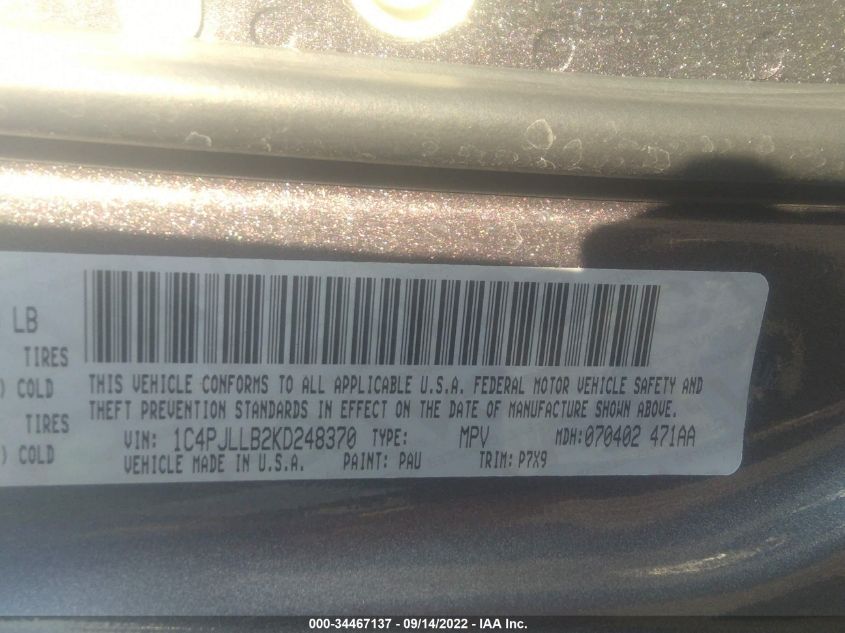 LB
TIRES
) COLD
TIRES
) COLD
THIS VEHICLE CONFORMS TO ALL APPLICABLE U.S.A. FEDERAL MOTOR VEHICLE SAFETY AND
THEFT PREVENTION STANDARDS IN EFFECT ON THE DATE OF MANUFACTURE SHOWN ABOVE.
VIN: 1C4PJLLB2KD248370 TYPE: MPV MDH:070402 471AA
VEHICLE MADE IN U.S.A. PAINT: PAU TRIM: P7X9
000-34467137 - 09/14/2022 - IAA Inc.